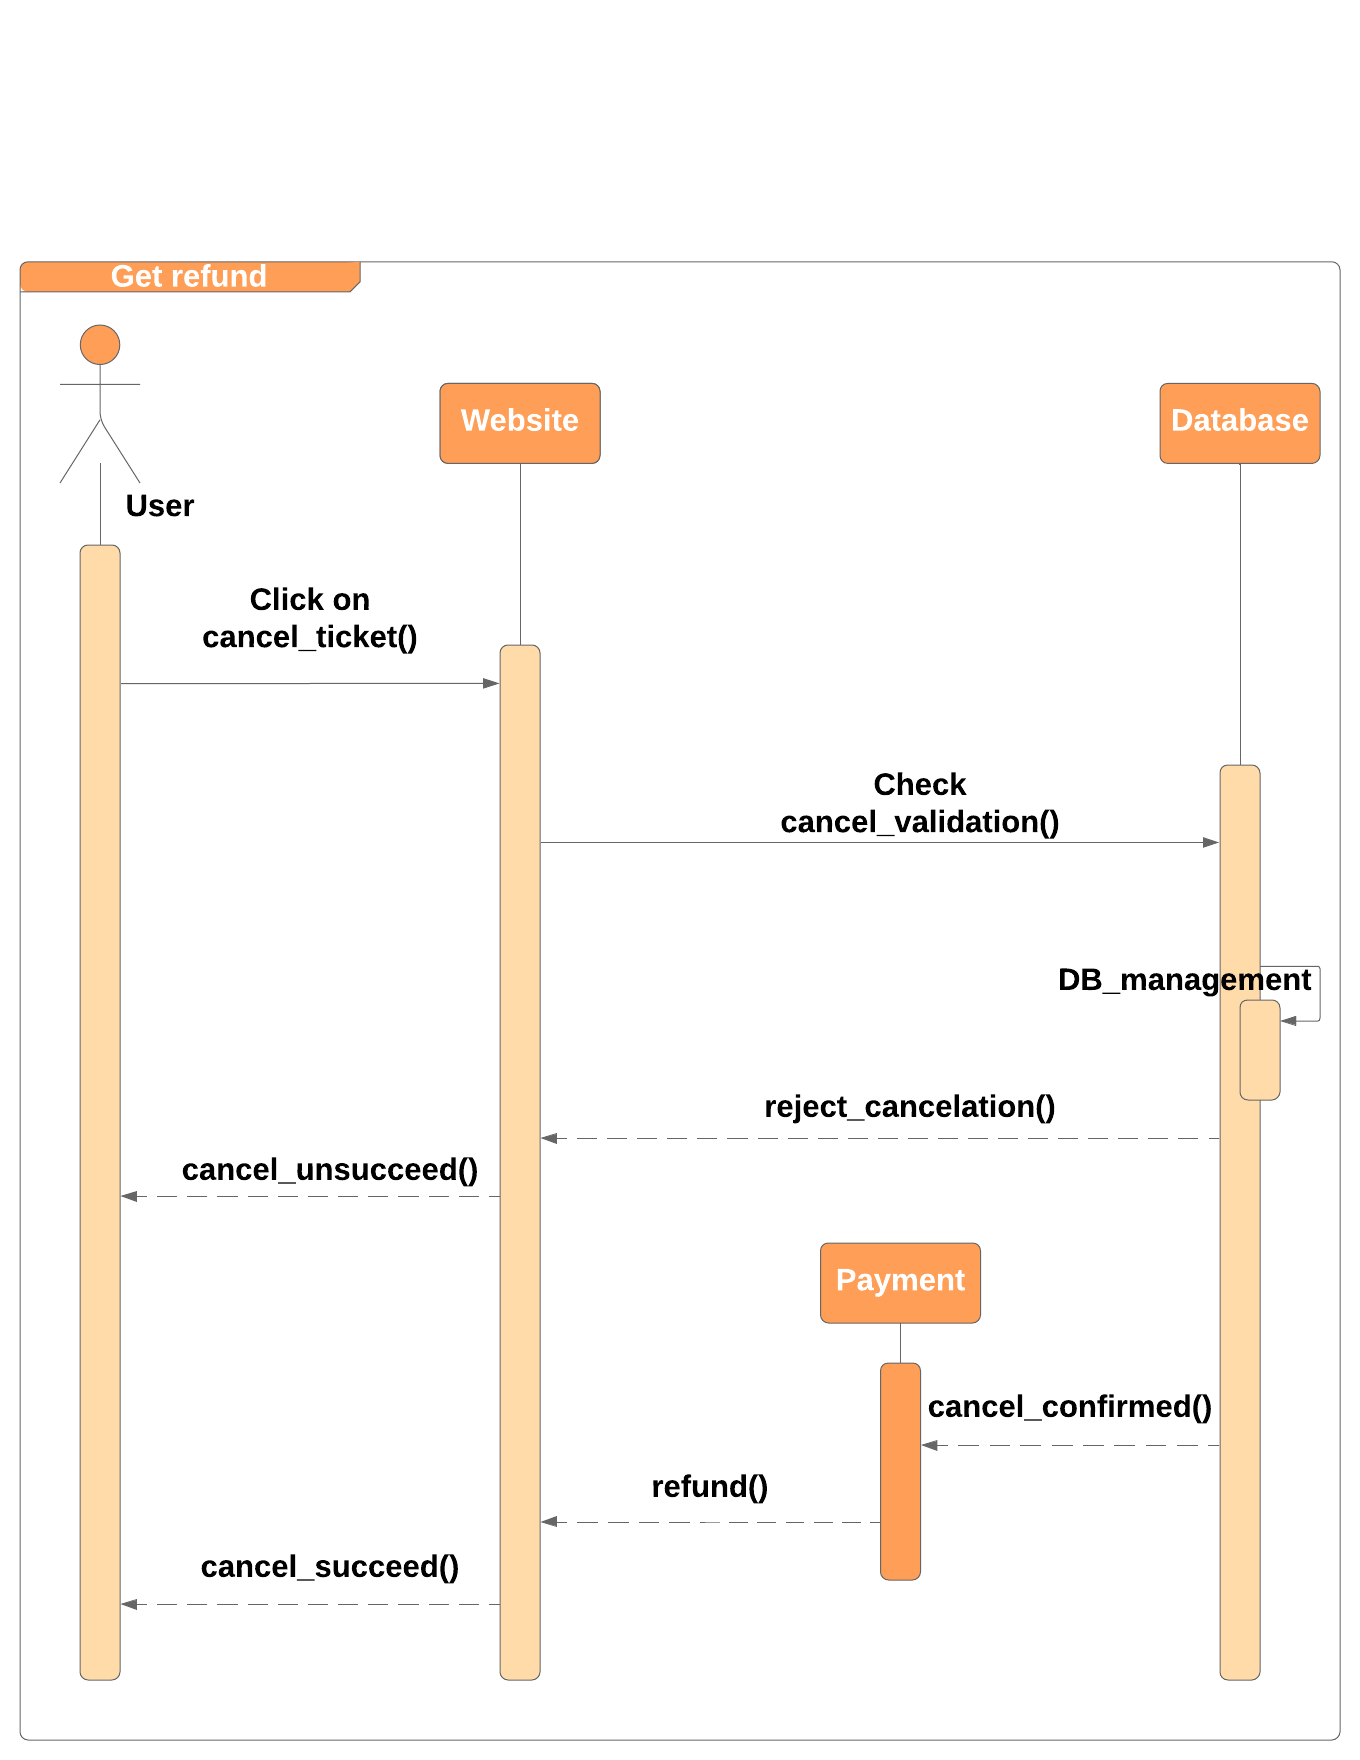 Get refund
Website
Database
User
Click on
cancel_ticket()
Check
cancel_validation()
DB_management
reject_cancelation()
cancel_unsucceed()
Payment
cancel_confirmed()
refund()
cancel_succeed()